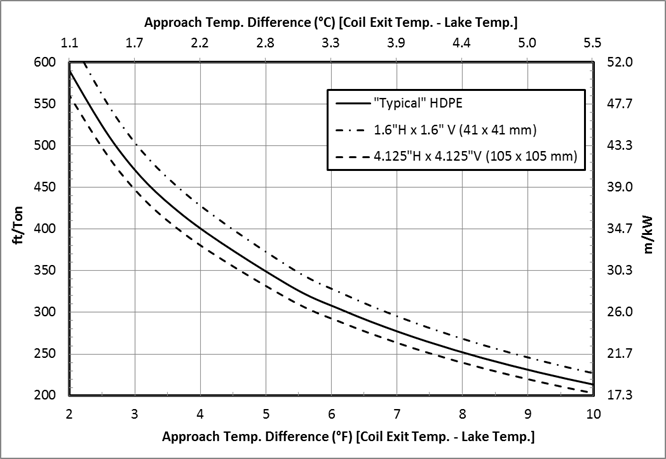 Approach Temp. Difference (°C) [Coil Exit Temp. - Lake Temp.]
1.1 1.7 2.2 2.8 3.3 3.9 4.4 5.0 5.5
600 52.0
550 47.7
500 43.3
450 39.0
400 34.7
350 30.3
300 26.0
250 21.7
200 17.3
ft/Ton
m/kW
"Typical" HDPE
1.6"H x 1.6" V (41 x 41 mm)
4.125"H x 4.125"V (105 x 105 mm)
2 3 4 5 6 7 8 9 10
Approach Temp. Difference (°F) [Coil Exit Temp. - Lake Temp.]